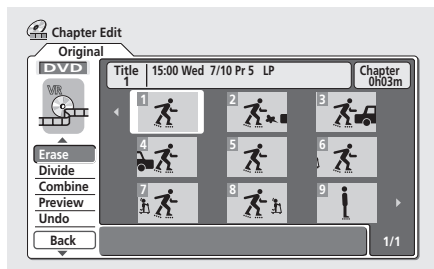 Chapter Edit
Original
DVD
Title 1 15:00 Wed 7/10 Pr 5 LP Chapter 0h03m
VR
1 2 3
4 5 6
7 8 9
Erase
Divide
Combine
Preview
Undo
Back
1/1